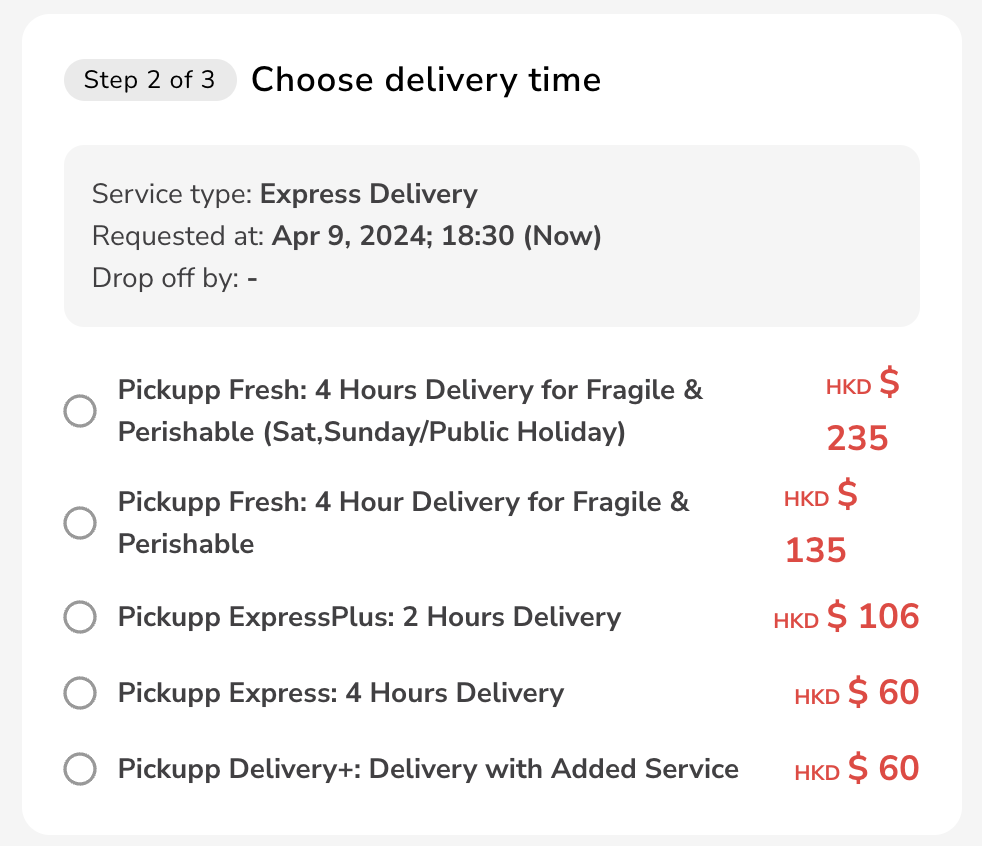 Step 2 of 3 Choose delivery time
Service type: Express Delivery
Requested at: Apr 9, 2024; 18:30 (Now)
Drop off by: -
Pickupp Fresh: 4 Hours Delivery for Fragile &
Perishable (Sat,Sunday/Public Holiday)
HKD $
235
Pickupp Fresh: 4 Hour Delivery for Fragile &
Perishable
HKD $
135
Pickupp ExpressPlus: 2 Hours Delivery HKD $ 106
Pickupp Express: 4 Hours Delivery HKD $ 60
Pickupp Delivery+: Delivery with Added Service HKD $ 60